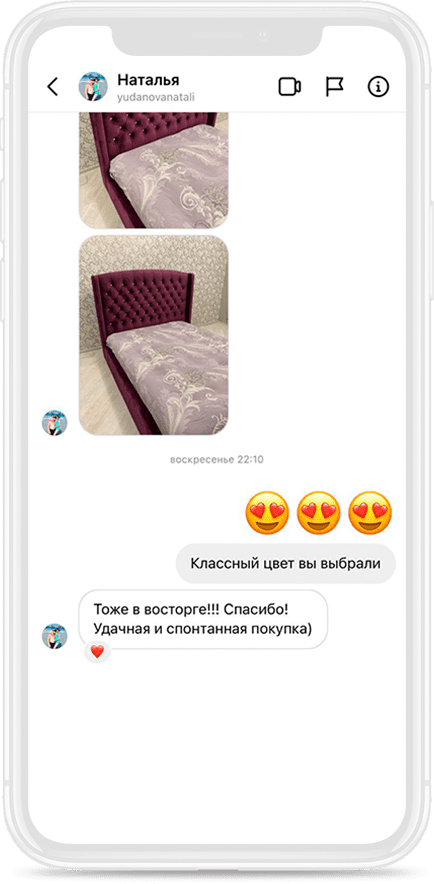 Наталья
yudanovanatali
воскресенье 22:10
Классный цвет вы выбрали
Тоже в восторге!!! Спасибо!
Удачная и спонтанная покупка)